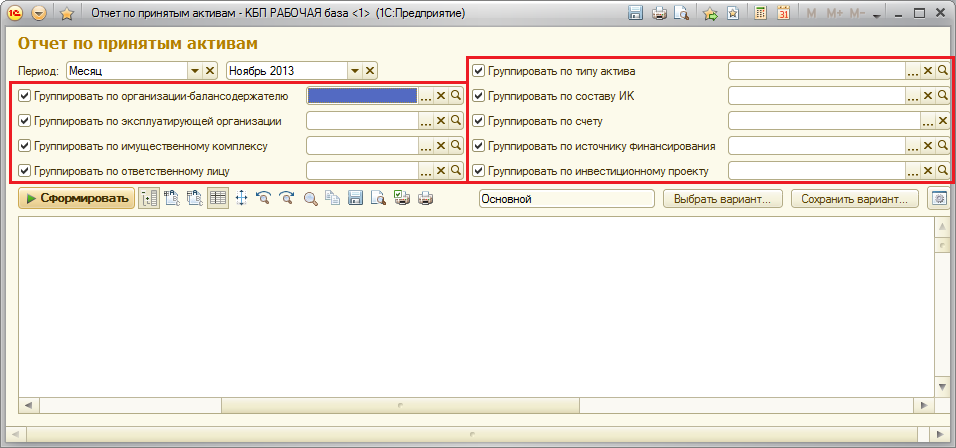 Отчет по принятым активам - КБП РАБОЧАЯ база <1> (1С:Предприятие)
M M+ M-
Отчет по принятым активам
Период: Месяц Ноябрь 2013
Группировать по организации-балансодержателю
Группировать по эксплуатирующей организации
Группировать по имущественному комплексу
Группировать по ответственному лицу
Группировать по типу актива
Группировать по составу ИК
Группировать по счету
Группировать по источнику финансирования
Группировать по инвестиционному проекту
Сформировать Основной Выбрать вариант... Сохранить вариант...